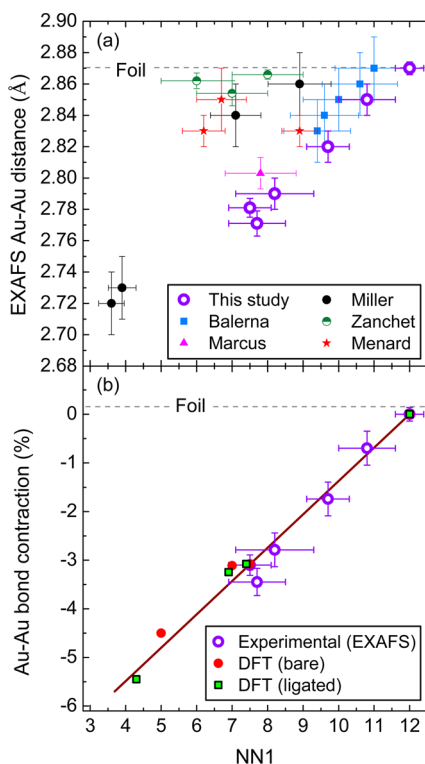 2.90
(a)
2.88
Foil
2.86
2.84
2.82
2.80
2.78
2.76
2.74
2.72
2.70
2.68
EXAFS Au-Au distance (Å)
This study
Miller
Balerna
Zanchet
Marcus
Menard
(b)
Foil
0
-1
-2
-3
-4
-5
-6
Au-Au bond contraction (%)
Experimental (EXAFS)
DFT (bare)
DFT (ligated)
3 4 5 6 7 8 9 10 11 12
NN1